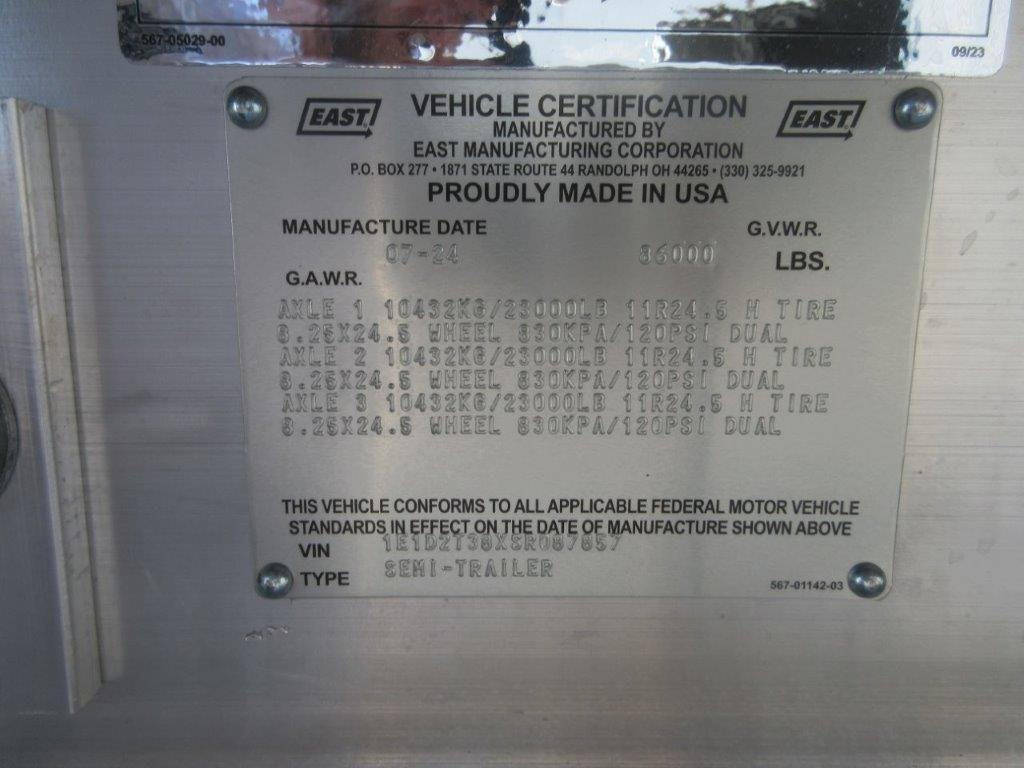 567-05029-00
09/23
EAST
VEHICLE CERTIFICATION
EAST
MANUFACTURED BY
EAST MANUFACTURING CORPORATION
P.O. BOX 277 • 1871 STATE ROUTE 44 RANDOLPH OH 44265 • (330) 325-9921
PROUDLY MADE IN USA
MANUFACTURE DATE G.V.W.R.
07-24 86000 LBS.
G.A.W.R.
AXLE 1 10432KG/23000LB 11R24.5 H TIRE
8.25X24.5 WHEEL 830KPA/120PSI DUAL
AXLE 2 10432KG/23000LB 11R24.5 H TIRE
8.25X24.5 WHEEL 830KPA/120PSI DUAL
AXLE 3 10432KG/23000LB 11R24.5 H TIRE
8.25X24.5 WHEEL 830KPA/120PSI DUAL
THIS VEHICLE CONFORMS TO ALL APPLICABLE FEDERAL MOTOR VEHICLE
STANDARDS IN EFFECT ON THE DATE OF MANUFACTURE SHOWN ABOVE
VIN 1E1D2T38XSR087857
TYPE SEMI-TRAILER
567-01142-03